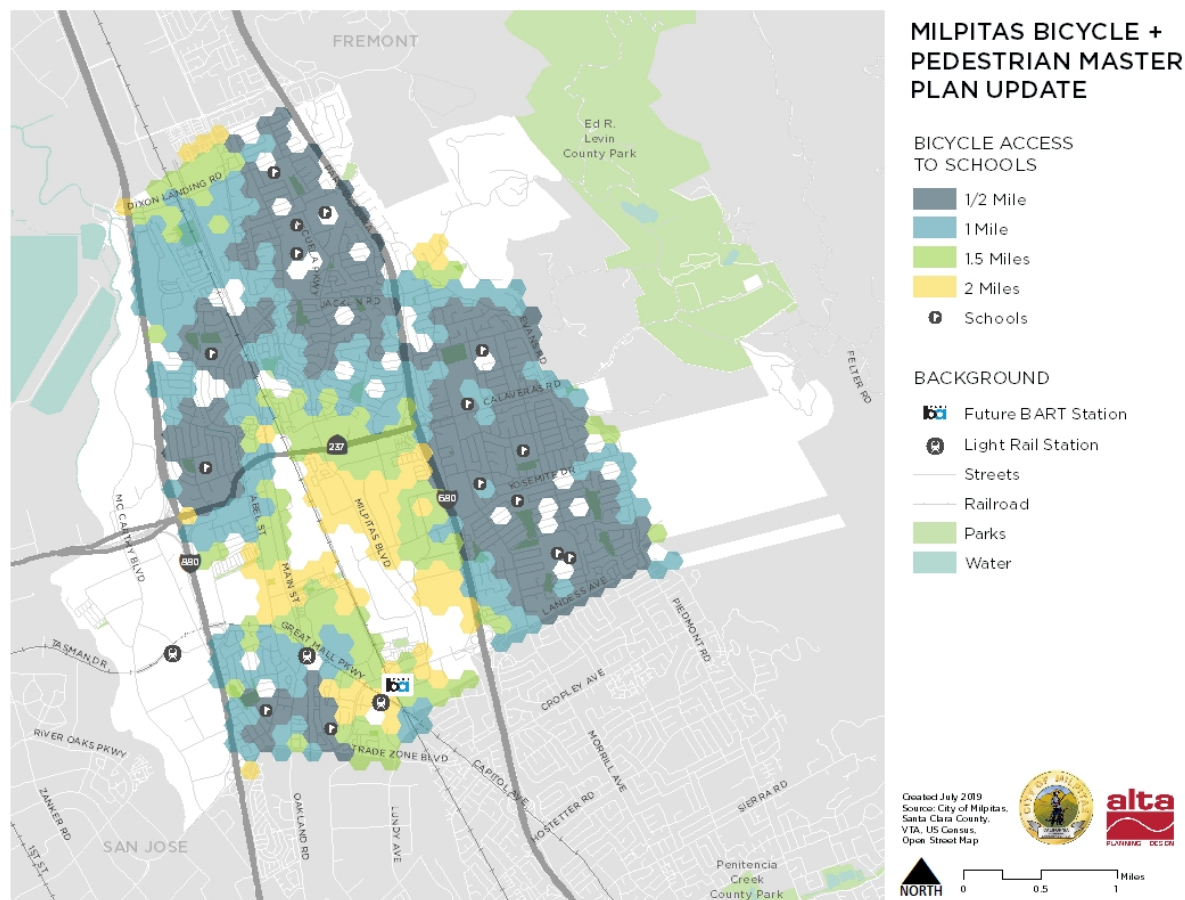 MILPITAS BICYCLE +
PEDESTRIAN MASTER
PLAN UPDATE
BICYCLE ACCESS
TO SCHOOLS
1/2 Mile
1 Mile
1.5 Miles
2 Miles
Schools
BACKGROUND
Future BART Station
Light Rail Station
Streets
Railroad
Parks
Water
FREMONT
Ed R.
Levin
County Park
DIXON LANDING RD
JACKLIN RD
EVANS RD
FELTER RD
CALAVERAS RD
237
YOSEMITE DR
680
ABEL ST
MILPITAS BLVD
MC CARTHY BLVD
880
MAIN ST
LANDESS AVE
PIEDMONT RD
GREAT MALL PKWY
TASMAN DR
ba
CROPLEY AVE
RIVER OAKS PKWY
TRADE ZONE BLVD
MORRILL AVE
CAPITOL AVE
ZANKER RD
OAKLAND RD
LUNDY AVE
HOSTETTER RD
SIERRA RD
1ST ST
SAN JOSE
Penitencia
Creek
County Park
Created July 2019
Source: City of Milpitas,
Santa Clara County,
VTA, US Census,
Open Street Map
CITY OF MILPITAS
CALIFORNIA
alta
PLANNING + DESIGN
NORTH
0 0.5 1 Miles